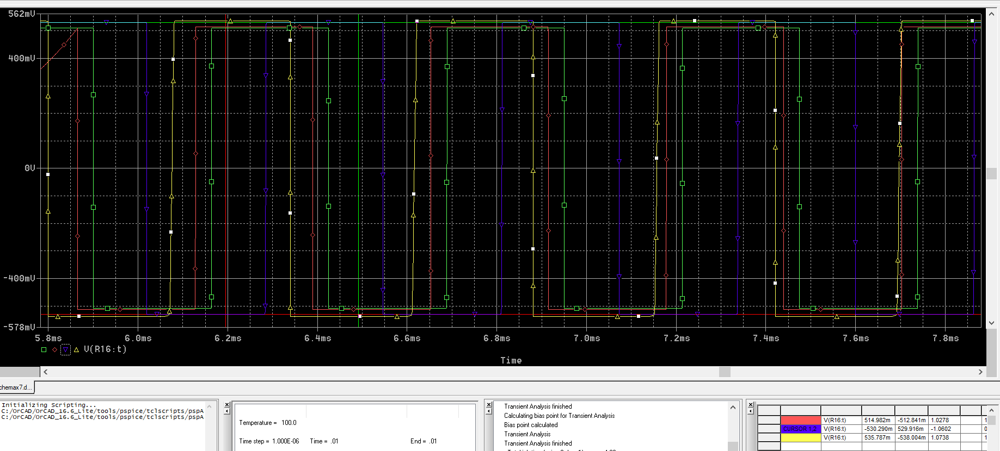 562mV
400mV
0V
-400mV
-578mV
5.8ms 6.0ms 6.2ms 6.4ms 6.6ms 6.8ms 7.0ms 7.2ms 7.4ms 7.6ms 7.8ms
V(R16:t)
Time
chemax7.d...
Initializing Scripting...
C:/OrCAD/OrCAD_16.6_Lite/tools/pspice/tclscripts/pspA
C:/OrCAD/OrCAD_16.6_Lite/tools/pspice/tclscripts/pspA
Temperature = 100.0
Time step = 1.000E-06 Time = .01 End = .01
Transient Analysis finished
Calculating bias point for Transient Analysis
Bias point calculated
Transient Analysis
Transient Analysis finished
V(R16:t) 514.982m -512.841m 1.0278 1
CURSOR 1,2 V(R16:t) -530.290m 529.916m -1.0602 0
V(R16:t) 535.787m -538.004m 1.0738 1